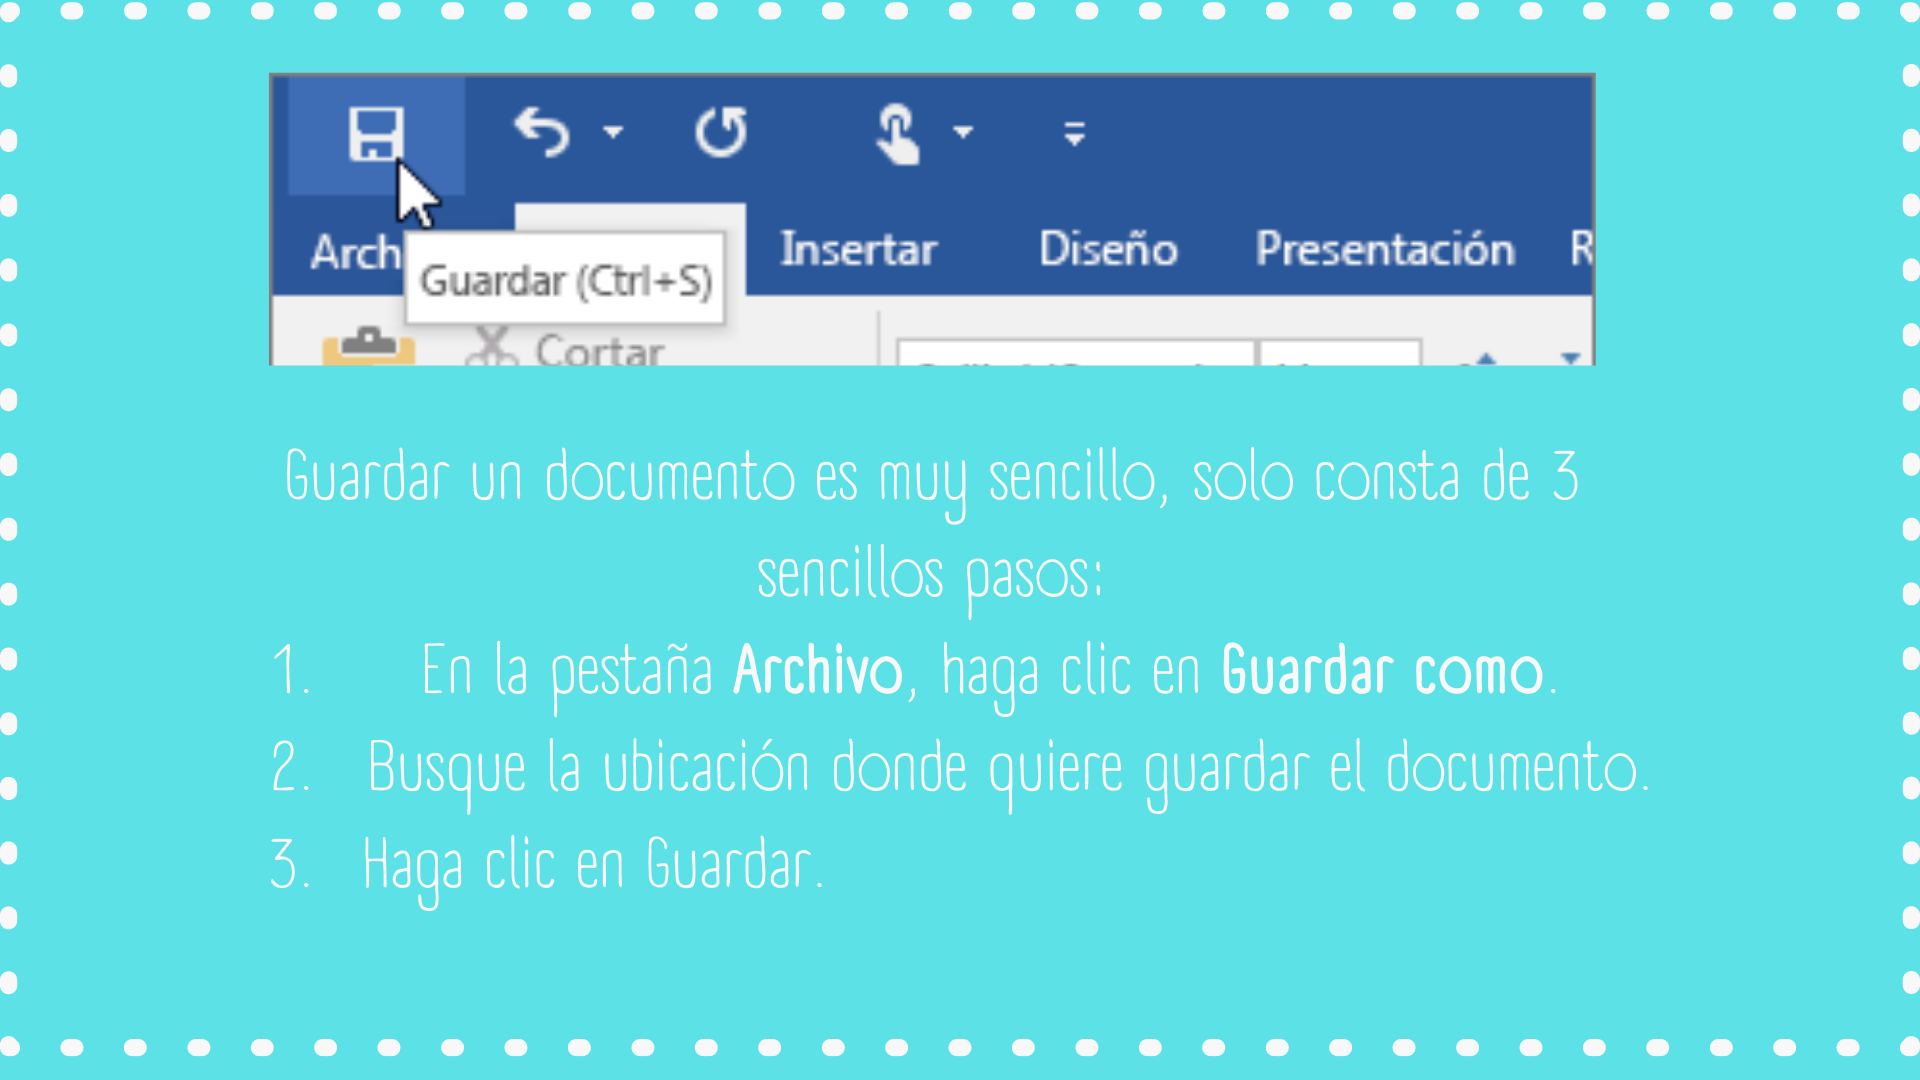 Arch
Insertar
Diseño
Presentación
R
Guardar (Ctrl+S)
Cortar
Guardar un documento es muy sencillo, solo consta de 3
sencillos pasos:
1. En la pestaña Archivo, haga clic en Guardar como.
2. Busque la ubicación donde quiere guardar el documento.
3. Haga clic en Guardar.